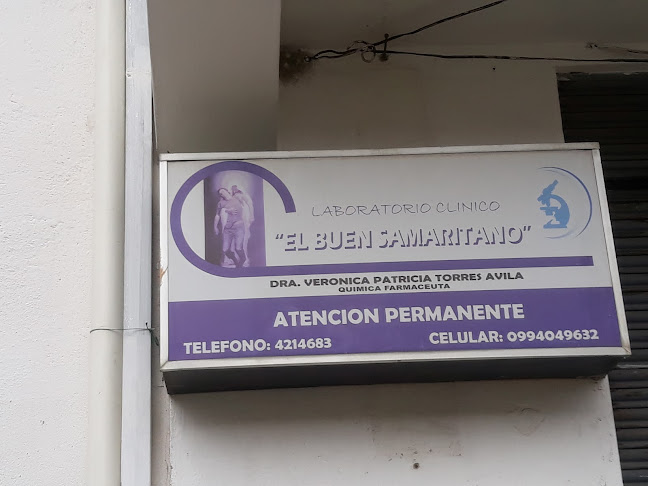 LABORATORIO CLINICO
"EL BUEN SAMARITANO"
DRA. VERONICA PATRICIA TORRES AVILA
QUIMICA FARMACEUTA
ATENCION PERMANENTE
TELEFONO: 4214683 CELULAR: 0994049632